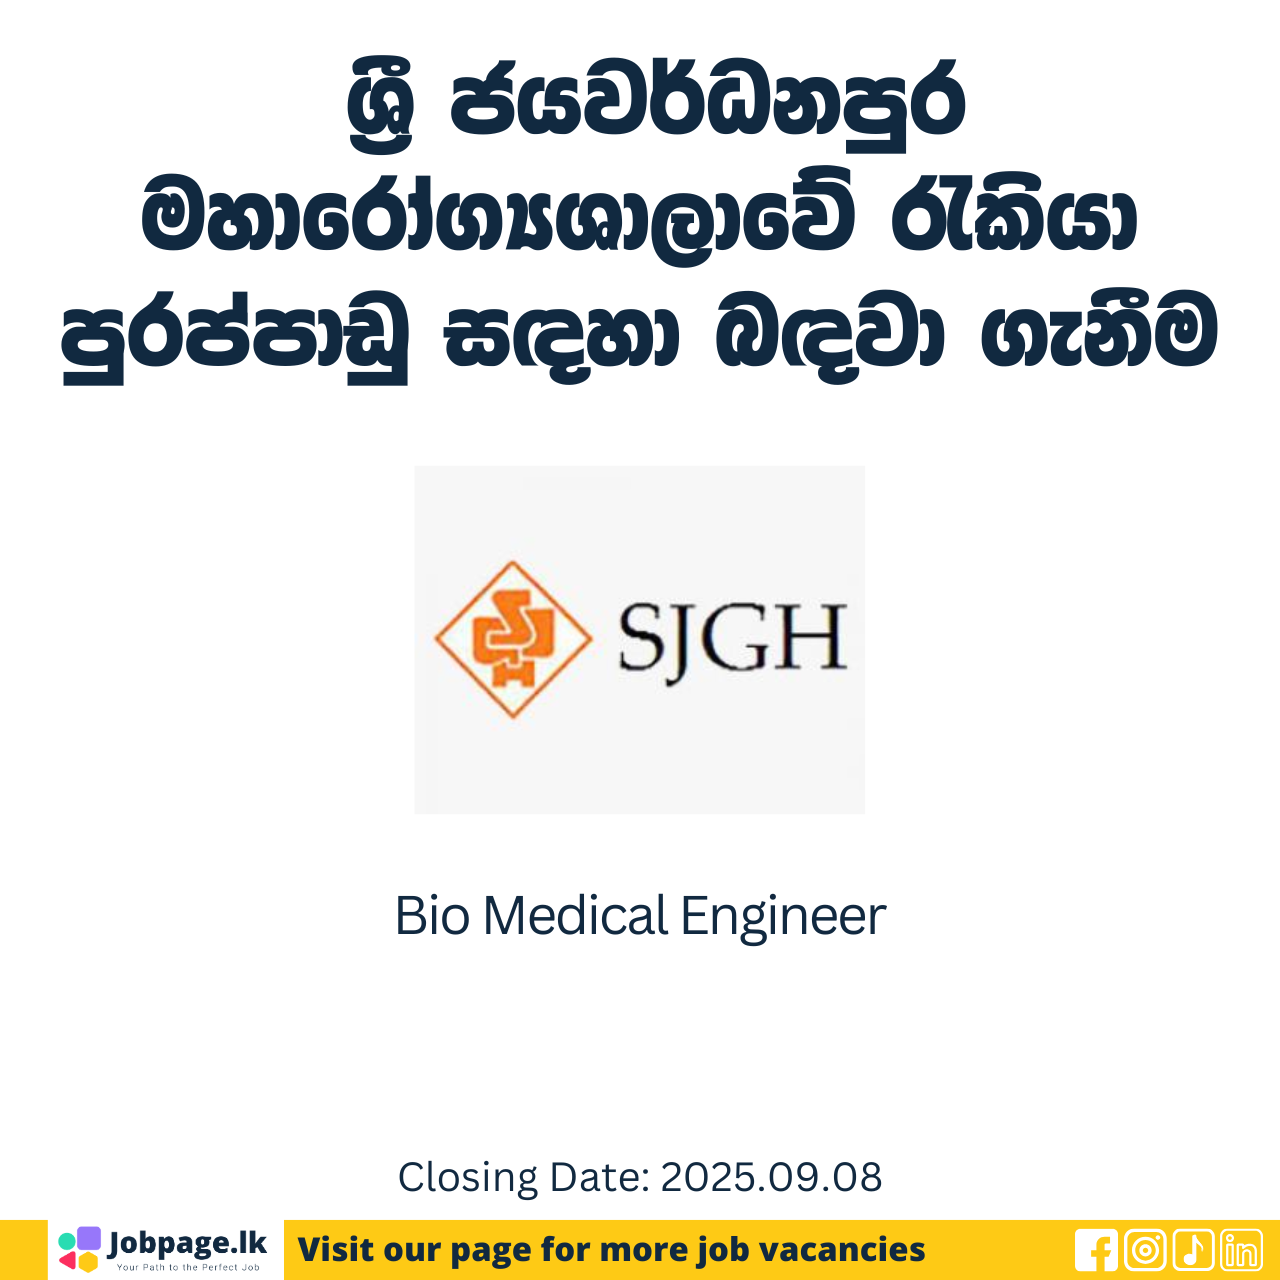 ශ්‍රී ජයවර්ධනපුර
මහාරෝග්‍යශාලාවේ රැකියා
පුරප්පාඩු සඳහා බඳවා ගැනීම
SJGH
Bio Medical Engineer
Closing Date: 2025.09.08
Jobpage.lk
Your Path to the Perfect Job
Visit our page for more job vacancies